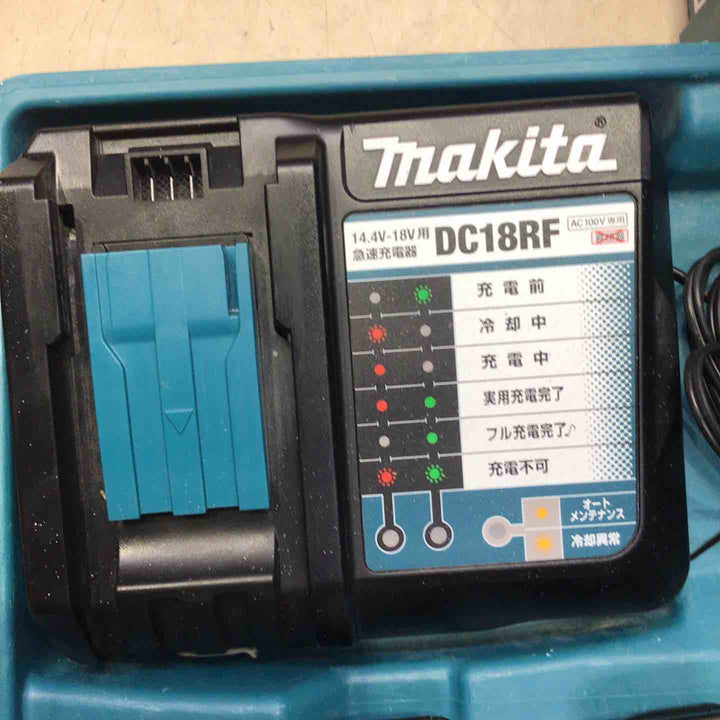 makita®
14.4V-18V用
急速充電器
DC18RF
AC100V専用
充電前
冷却中
充電中
実用充電完了
フル充電完了♪
充電不可
オート
メンテナンス
冷却異常